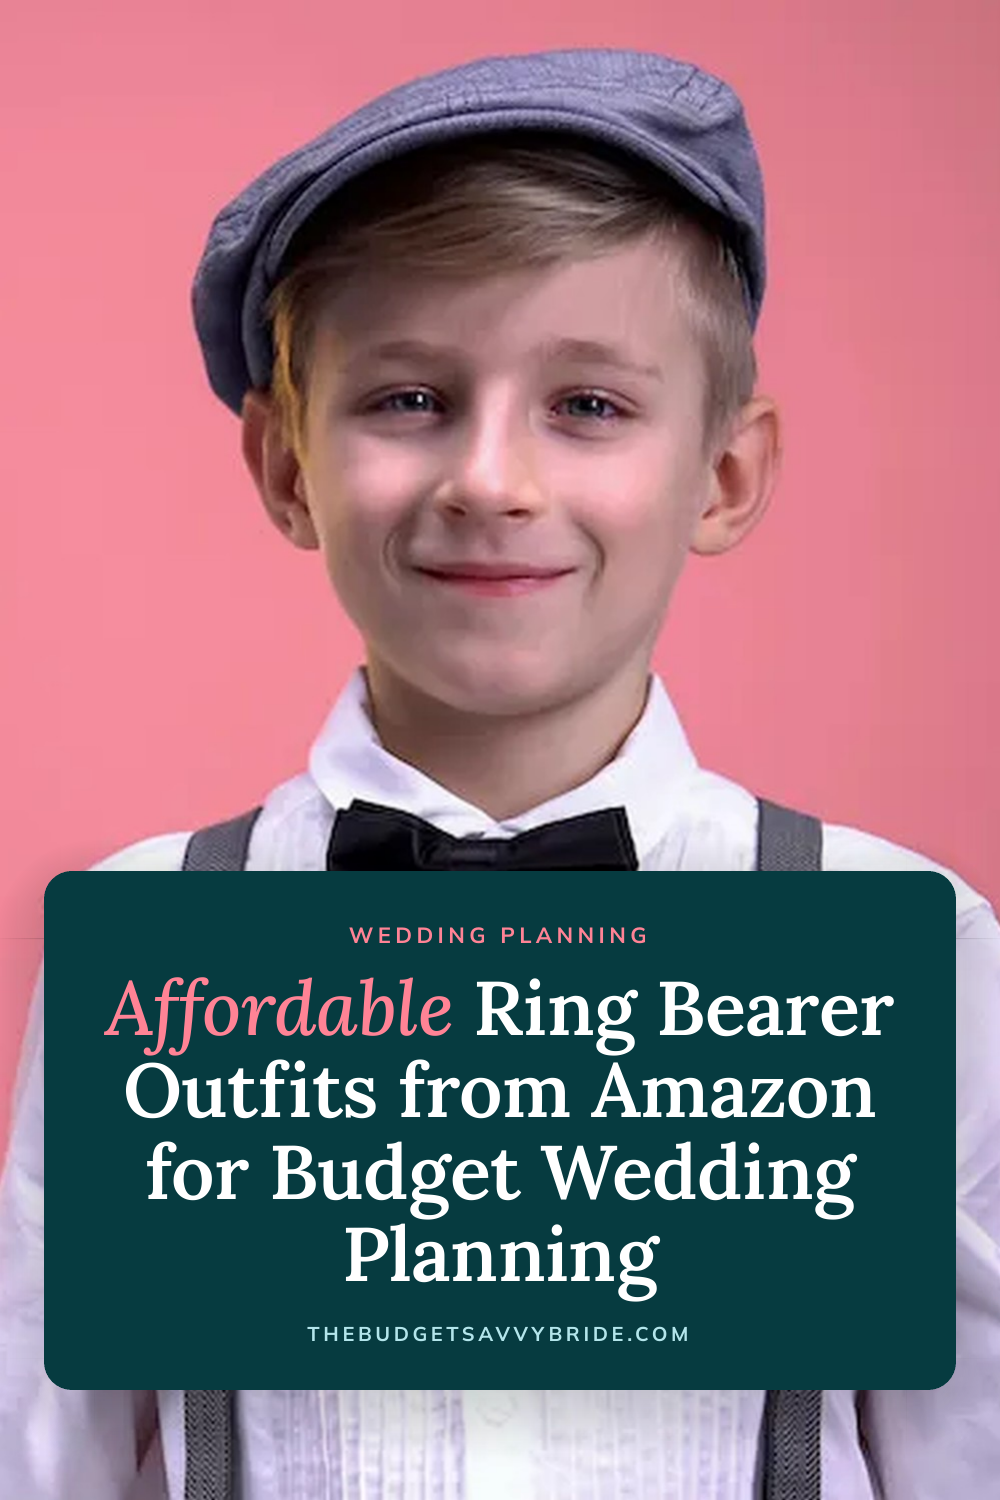 WEDDING PLANNING
Affordable Ring Bearer
Outfits from Amazon
for Budget Wedding
Planning
THEBUDGETSAVVYBRIDE.COM